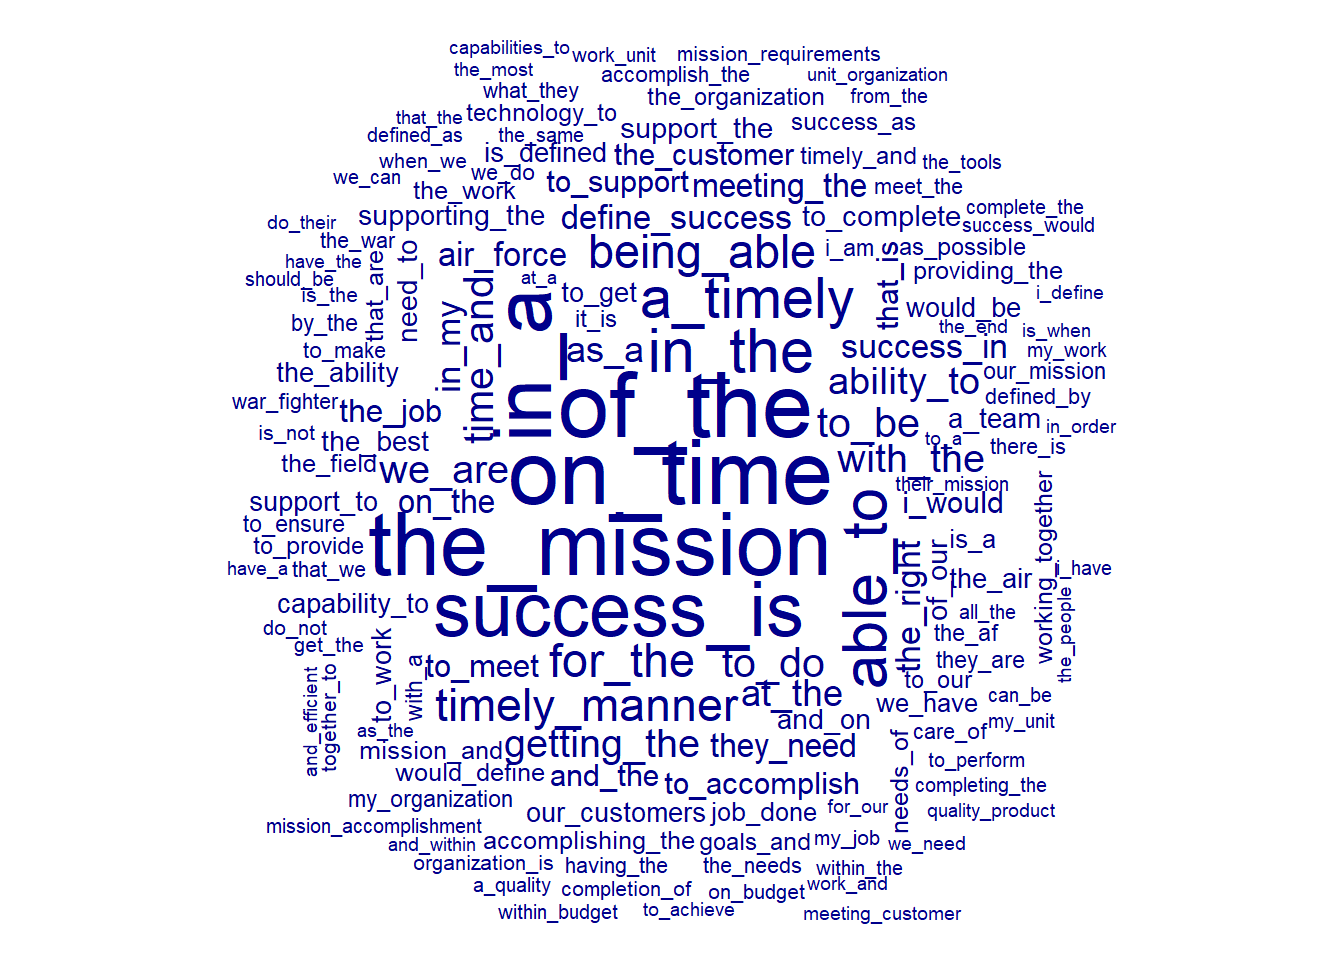 capabilities_to
work_unit
mission_requirements
the_most
accomplish_the
unit_organization
what_they
the_organization
from_the
that_the
technology_to
support_the
success_as
defined_as
the_same
when_we
is_defined
the_customer
timely_and
the_tools
we_can
we_do
the_work
to_support
meeting_the
meet_the
do_their
supporting_the
define_success
to_complete
complete_the
success_would
the_war
have_the
should_be
that_are
need_to
air_force
being_able
i_am
as_possible
that_is
providing_the
is_the
at_a
to_get
a_timely
would_be
i_define
by_the
in_my
time_and
in_a
it_is
the_end
is_when
to_make
as_a
in_the
success_in
my_work
the_ability
ability_to
our_mission
war_fighter
the_job
of_the
to_be
defined_by
a_team
in_order
is_not
the_best
to_a
there_is
the_field
we_are
on_time
with_the
their_mission
support_to
on_the
able_to
i_would
working_together
to_ensure
to_provide
the_mission
the_right
of_our
is_a
have_a
that_we
the_air
i_have
capability_to
success_is
all_the
do_not
get_the
the_af
the_people
and_efficient
together_to
to_work
with_a
to_meet
for_the
to_do
they_are
to_our
timely_manner
at_the
we_have
can_be
as_the
and_on
care_of
my_unit
mission_and
getting_the
they_need
needs_of
to_perform
would_define
and_the
to_accomplish
completing_the
my_organization
our_customers
job_done
for_our
quality_product
mission_accomplishment
and_within
accomplishing_the
goals_and
my_job
we_need
organization_is
having_the
the_needs
within_the
a_quality
completion_of
on_budget
work_and
within_budget
to_achieve
meeting_customer